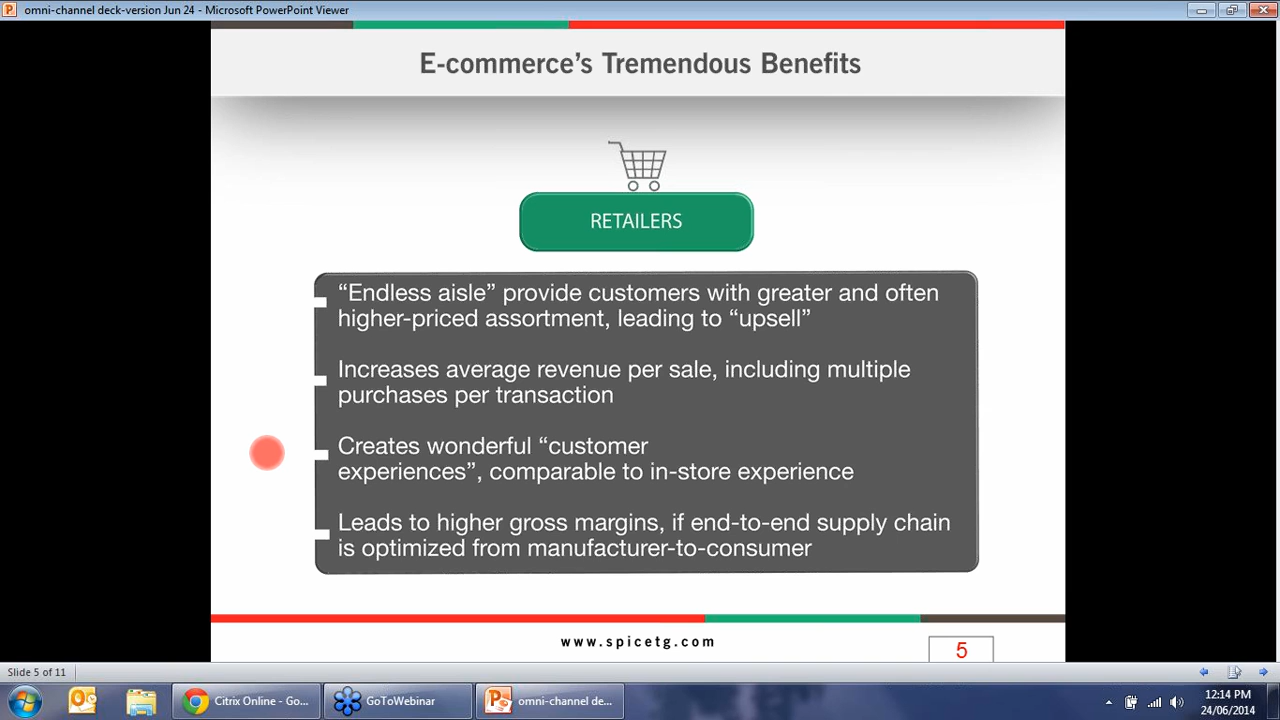 omni-channel deck-version Jun 24 - Microsoft PowerPoint Viewer
E-commerce's Tremendous Benefits
RETAILERS
“Endless aisle” provide customers with greater and often
higher-priced assortment, leading to “upsell”
Increases average revenue per sale, including multiple
purchases per transaction
Creates wonderful “customer
experiences”, comparable to in-store experience
Leads to higher gross margins, if end-to-end supply chain
is optimized from manufacturer-to-consumer
www.spicetg.com
5
Slide 5 of 11
Citrix Online - Go...
GoToWebinar
omni-channel de...
12:14 PM
24/06/2014